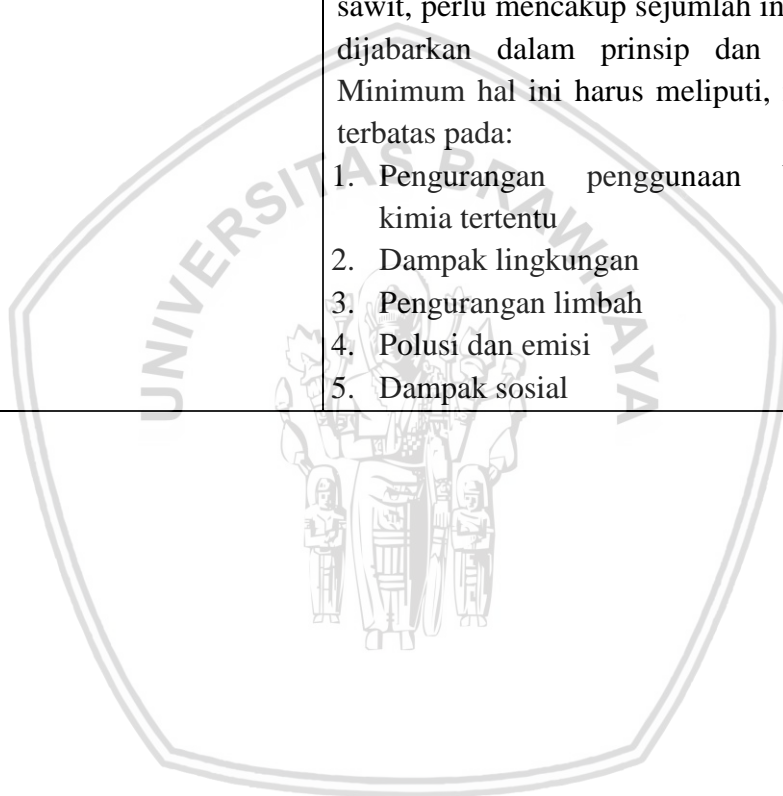 sawit, perlu mencakup sejumlah in
dijabarkan dalam prinsip dan
Minimum hal ini harus meliputi,
terbatas pada:
1. Pengurangan penggunaan
kimia tertentu
2. Dampak lingkungan
3. Pengurangan limbah
4. Polusi dan emisi
5. Dampak sosial
UNIVERSITAS BRAWIJAYA